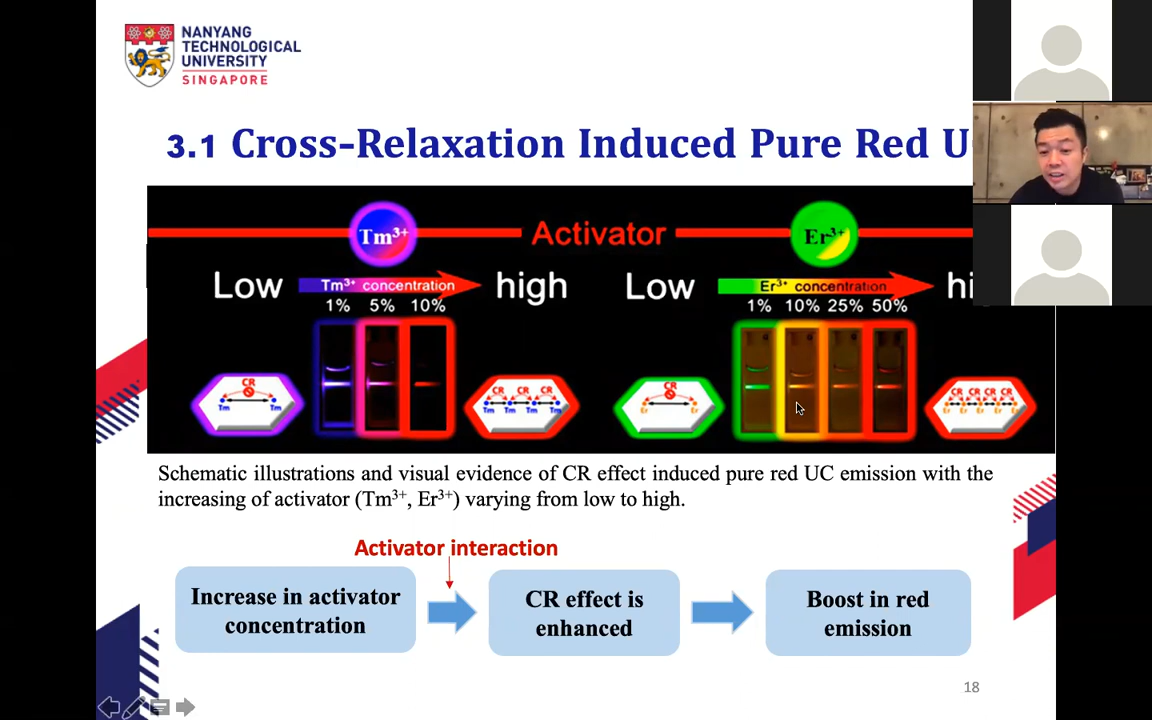 NANYANG
TECHNOLOGICAL
UNIVERSITY
SINGAPORE
3.1 Cross-Relaxation Induced Pure Red U
Tm³⁺ Activator Er³⁺
Low Tm³⁺ concentration high
1% 5% 10%
Low Er³⁺ concentration hi
1% 10% 25% 50%
CR
Tm Tm
CR CR CR
Tm Tm Tm Tm
CR
Er Er
CR CR CR CR
Er Er Er Er Er
Schematic illustrations and visual evidence of CR effect induced pure red UC emission with the
increasing of activator (Tm³⁺, Er³⁺) varying from low to high.
Activator interaction
Increase in activator
concentration
CR effect is
enhanced
Boost in red
emission
18